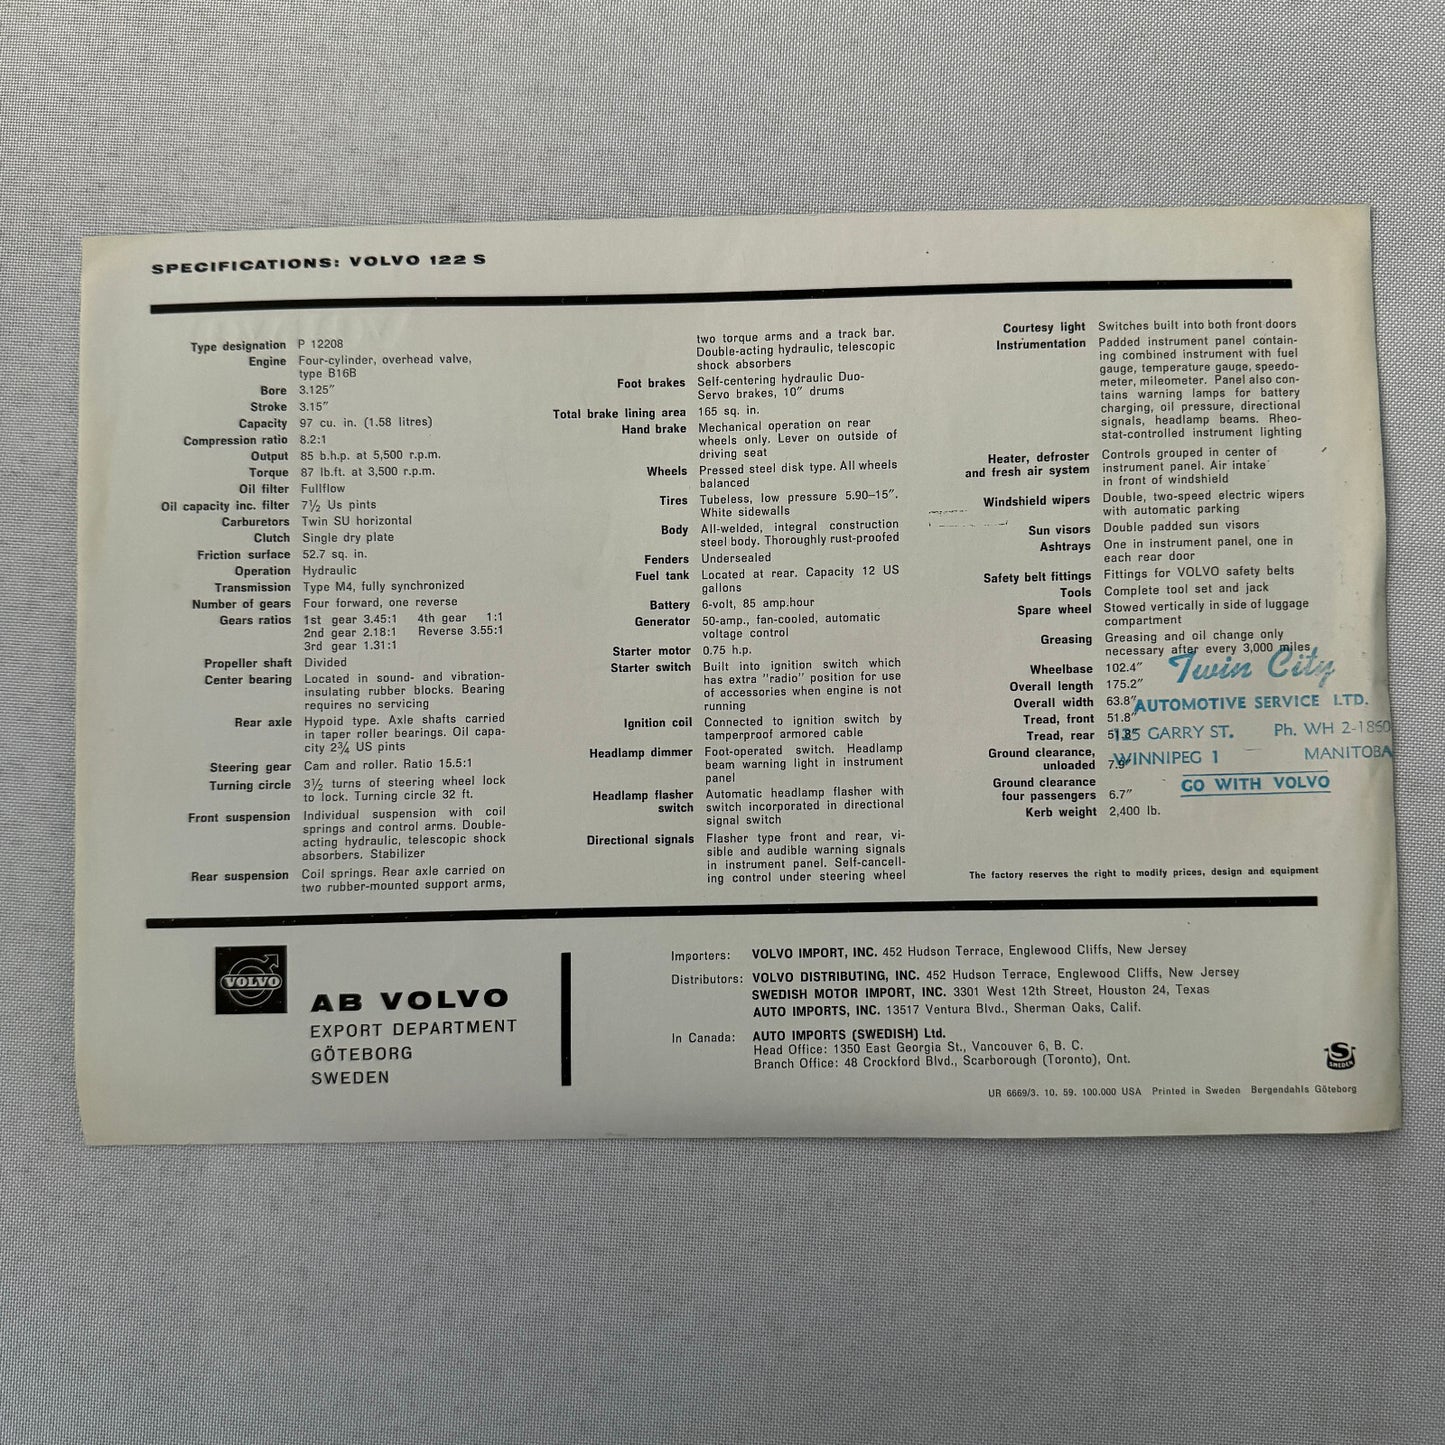 SPECIFICATIONS: VOLVO 122 S
Type designation P 12208
Engine Four-cylinder, overhead valve,
type B16B
Bore 3.125"
Stroke 3.15"
Capacity 97 cu. in. (1.58 litres)
Compression ratio 8.2:1
Output 85 b.h.p. at 5,500 r.p.m.
Torque 87 lb.ft. at 3,500 r.p.m.
Oil filter Fullflow
Oil capacity inc. filter 7½ Us pints
Carburetors Twin SU horizontal
Clutch Single dry plate
Friction surface 52.7 sq. in.
Operation Hydraulic
Transmission Type M4, fully synchronized
Number of gears Four forward, one reverse
Gears ratios 1st gear 3.45:1 4th gear 1:1
2nd gear 2.18:1 Reverse 3.55:1
3rd gear 1.31:1
Propeller shaft Divided
Center bearing Located in sound- and vibration-
insulating rubber blocks. Bearing
requires no servicing
Rear axle Hypoid type. Axle shafts carried
in taper roller bearings. Oil capa-
city 2¾ US pints
Steering gear Cam and roller. Ratio 15.5:1
Turning circle 3½ turns of steering wheel lock
to lock. Turning circle 32 ft.
Front suspension Individual suspension with coil
springs and control arms. Double-
acting hydraulic, telescopic shock
absorbers. Stabilizer
Rear suspension Coil springs. Rear axle carried on
two rubber-mounted support arms,
two torque arms and a track bar.
Double-acting hydraulic, telescopic
shock absorbers
Foot brakes Self-centering hydraulic Duo-
Servo brakes, 10" drums
Total brake lining area 165 sq. in.
Hand brake Mechanical operation on rear
wheels only. Lever on outside of
driving seat
Wheels Pressed steel disk type. All wheels
balanced
Tires Tubeless, low pressure 5.90–15".
White sidewalls
Body All-welded, integral construction
steel body. Thoroughly rust-proofed
Fenders Undersealed
Fuel tank Located at rear. Capacity 12 US
gallons
Battery 6-volt, 85 amp.hour
Generator 50-amp., fan-cooled, automatic
voltage control
Starter motor 0.75 h.p.
Starter switch Built into ignition switch which
has extra "radio" position for use
of accessories when engine is not
running
Ignition coil Connected to ignition switch by
tamperproof armored cable
Headlamp dimmer Foot-operated switch. Headlamp
beam warning light in instrument
panel
Headlamp flasher Automatic headlamp flasher with
switch switch incorporated in directional
signal switch
Directional signals Flasher type front and rear, vi-
sible and audible warning signals
in instrument panel. Self-cancell-
ing control under steering wheel
Courtesy light Switches built into both front doors
Instrumentation Padded instrument panel contain-
ing combined instrument with fuel
gauge, temperature gauge, speedo-
meter, mileometer. Panel also con-
tains warning lamps for battery
charging, oil pressure, directional
signals, headlamp beams. Rheo-
stat-controlled instrument lighting
Heater, defroster Controls grouped in center of
and fresh air system instrument panel. Air intake
in front of windshield
Windshield wipers Double, two-speed electric wipers
with automatic parking
Sun visors Double padded sun visors
Ashtrays One in instrument panel, one in
each rear door
Safety belt fittings Fittings for VOLVO safety belts
Tools Complete tool set and jack
Spare wheel Stowed vertically in side of luggage
compartment
Greasing Greasing and oil change only
necessary after every 3,000 miles
Wheelbase 102.4"
Overall length 175.2"
Overall width 63.8"
Tread, front 51.8"
Tread, rear 51.8"
Ground clearance,
unloaded 7.9"
Ground clearance
four passengers 6.7"
Kerb weight 2,400 lb.
Twin City
AUTOMOTIVE SERVICE LTD.
GARRY ST. Ph. WH 2-1860
WINNIPEG 1 MANITOBA
GO WITH VOLVO
The factory reserves the right to modify prices, design and equipment
VOLVO
AB VOLVO
EXPORT DEPARTMENT
GÖTEBORG
SWEDEN
Importers: VOLVO IMPORT, INC. 452 Hudson Terrace, Englewood Cliffs, New Jersey
Distributors: VOLVO DISTRIBUTING, INC. 452 Hudson Terrace, Englewood Cliffs, New Jersey
SWEDISH MOTOR IMPORT, INC. 3301 West 12th Street, Houston 24, Texas
AUTO IMPORTS, INC. 13517 Ventura Blvd., Sherman Oaks, Calif.
In Canada: AUTO IMPORTS (SWEDISH) Ltd.
Head Office: 1350 East Georgia St., Vancouver 6, B. C.
Branch Office: 48 Crockford Blvd., Scarborough (Toronto), Ont.
S
SWEDEN
UR 6669/3. 10. 59. 100.000 USA Printed in Sweden Bergendahls Göteborg